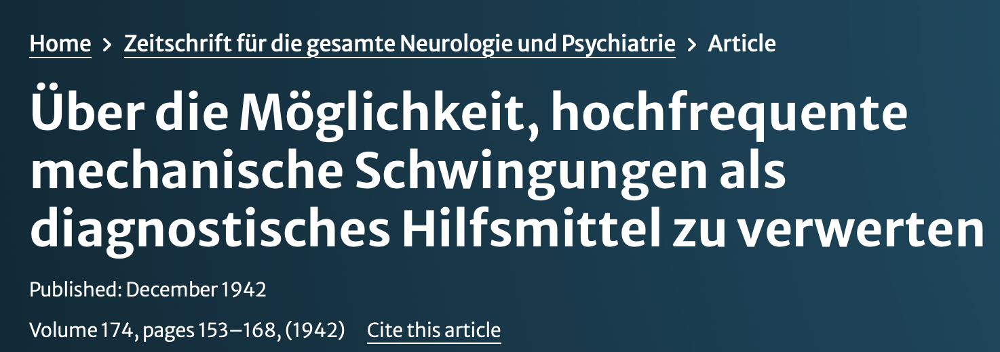 Home > Zeitschrift für die gesamte Neurologie und Psychiatrie > Article
Über die Möglichkeit, hochfrequente
mechanische Schwingungen als
diagnostisches Hilfsmittel zu verwerten
Published: December 1942
Volume 174, pages 153–168, (1942) Cite this article